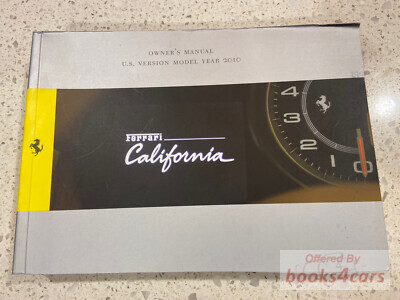 OWNER'S MANUAL
U.S. VERSION MODEL YEAR 2010
Ferrari
California
4
3
2
1
0
Offered By
books4cars